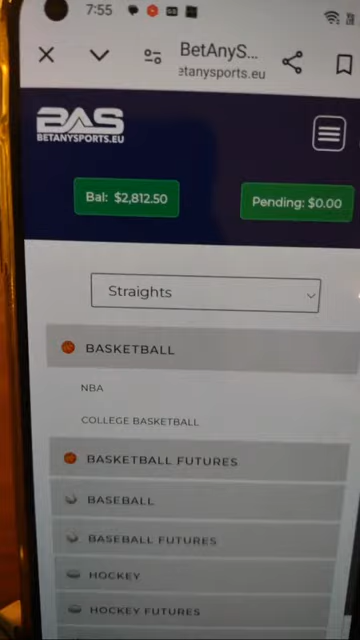 7:55
BetAnyS...
etanysports.eu
BAS
BETANYSPORTS.EU
Bal: $2,812.50
Pending: $0.00
Straights
BASKETBALL
NBA
COLLEGE BASKETBALL
BASKETBALL FUTURES
BASEBALL
BASEBALL FUTURES
HOCKEY
HOCKEY FUTURES